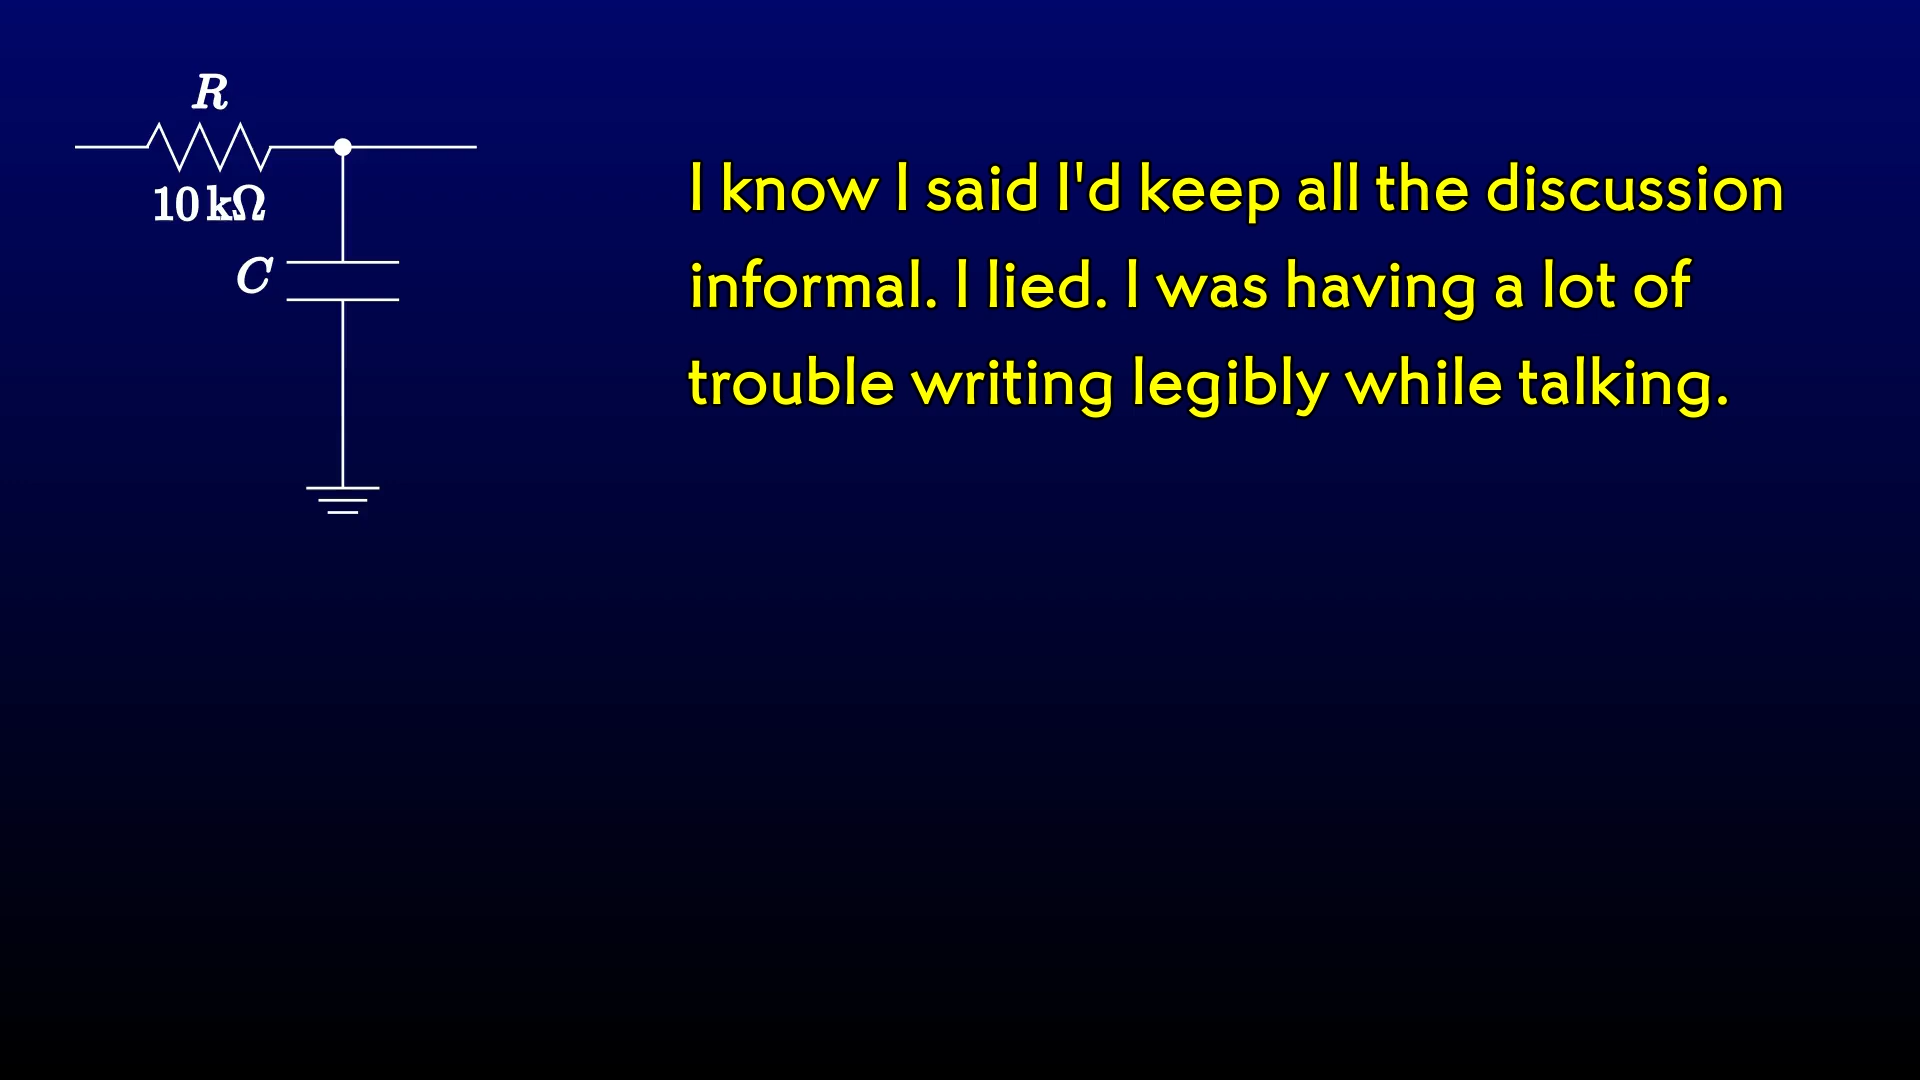 R
10 kΩ
C
I know I said I'd keep all the discussion
informal. I lied. I was having a lot of
trouble writing legibly while talking.